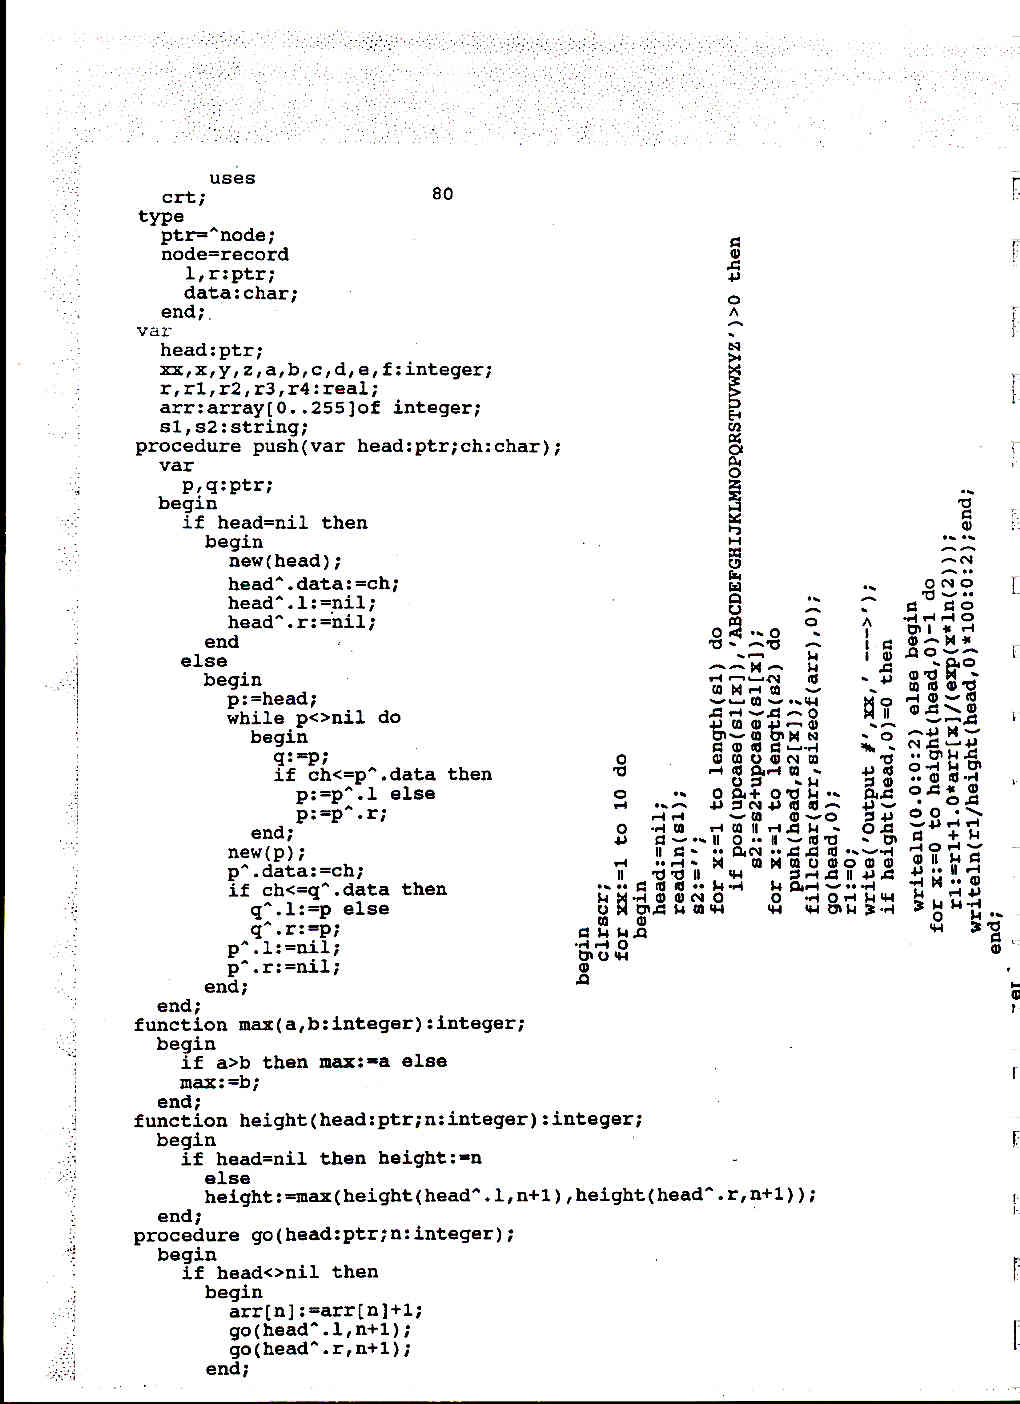 uses
crt;
80
type
ptr=^node;
node=record
l,r:ptr;
data:char;
end;
var
head:ptr;
xx,x,y,z,a,b,c,d,e,f:integer;
r,r1,r2,r3,r4:real;
arr:array[0..255]of integer;
s1,s2:string;
procedure push(var head:ptr;ch:char);
var
p,q:ptr;
begin
if head=nil then
begin
new(head);
head^.data:=ch;
head^.l:=nil;
head^.r:=nil;
end
else
begin
p:=head;
while p<>nil do
begin
q:=p;
if ch<=p^.data then
p:=p^.l else
p:=p^.r;
end;
new(p);
p^.data:=ch;
if ch<=q^.data then
q^.l:=p else
q^.r:=p;
p^.l:=nil;
p^.r:=nil;
end;
end;
function max(a,b:integer):integer;
begin
if a>b then max:=a else
max:=b;
end;
function height(head:ptr;n:integer):integer;
begin
if head=nil then height:=n
else
height:=max(height(head^.l,n+1),height(head^.r,n+1));
end;
procedure go(head:ptr;n:integer);
begin
if head<>nil then
begin
arr[n]:=arr[n]+1;
go(head^.l,n+1);
go(head^.r,n+1);
end;
begin
clrscr;
for xx:=1 to 10 do
begin
head:=nil;
readln(s1);
s2:='';
for x:=1 to length(s1) do
if pos(upcase(s1[x]),'ABCDEFGHIJKLMNOPQRSTUVWXYZ')>0 then
s2:=s2+upcase(s1[x]);
for x:=1 to length(s2) do
push(head,s2[x]);
fillchar(arr,sizeof(arr),0);
go(head,0);
r1:=0;
write('Output #',xx,' --->');
if height(head,0)=0 then
writeln(0.0:0:2) else begin
for x:=0 to height(head,0)-1 do
r1:=r1+1.0*arr[x]/(exp(x*ln(2)));
writeln(r1/height(head,0)*100:0:2);end;
end;